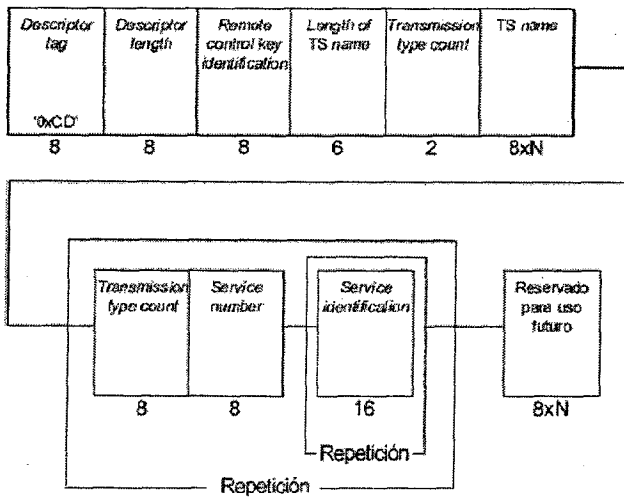 Descriptor
tag
'0xCD'
8
Descriptor
length
8
Remote
control key
identification
8
Length of
TS name
6
Transmission
type count
2
TS name
8xN
Transmission
type count
8
Service
number
8
Service
identification
16
Reservado
para uso
futuro
8xN
Repetición
Repetición